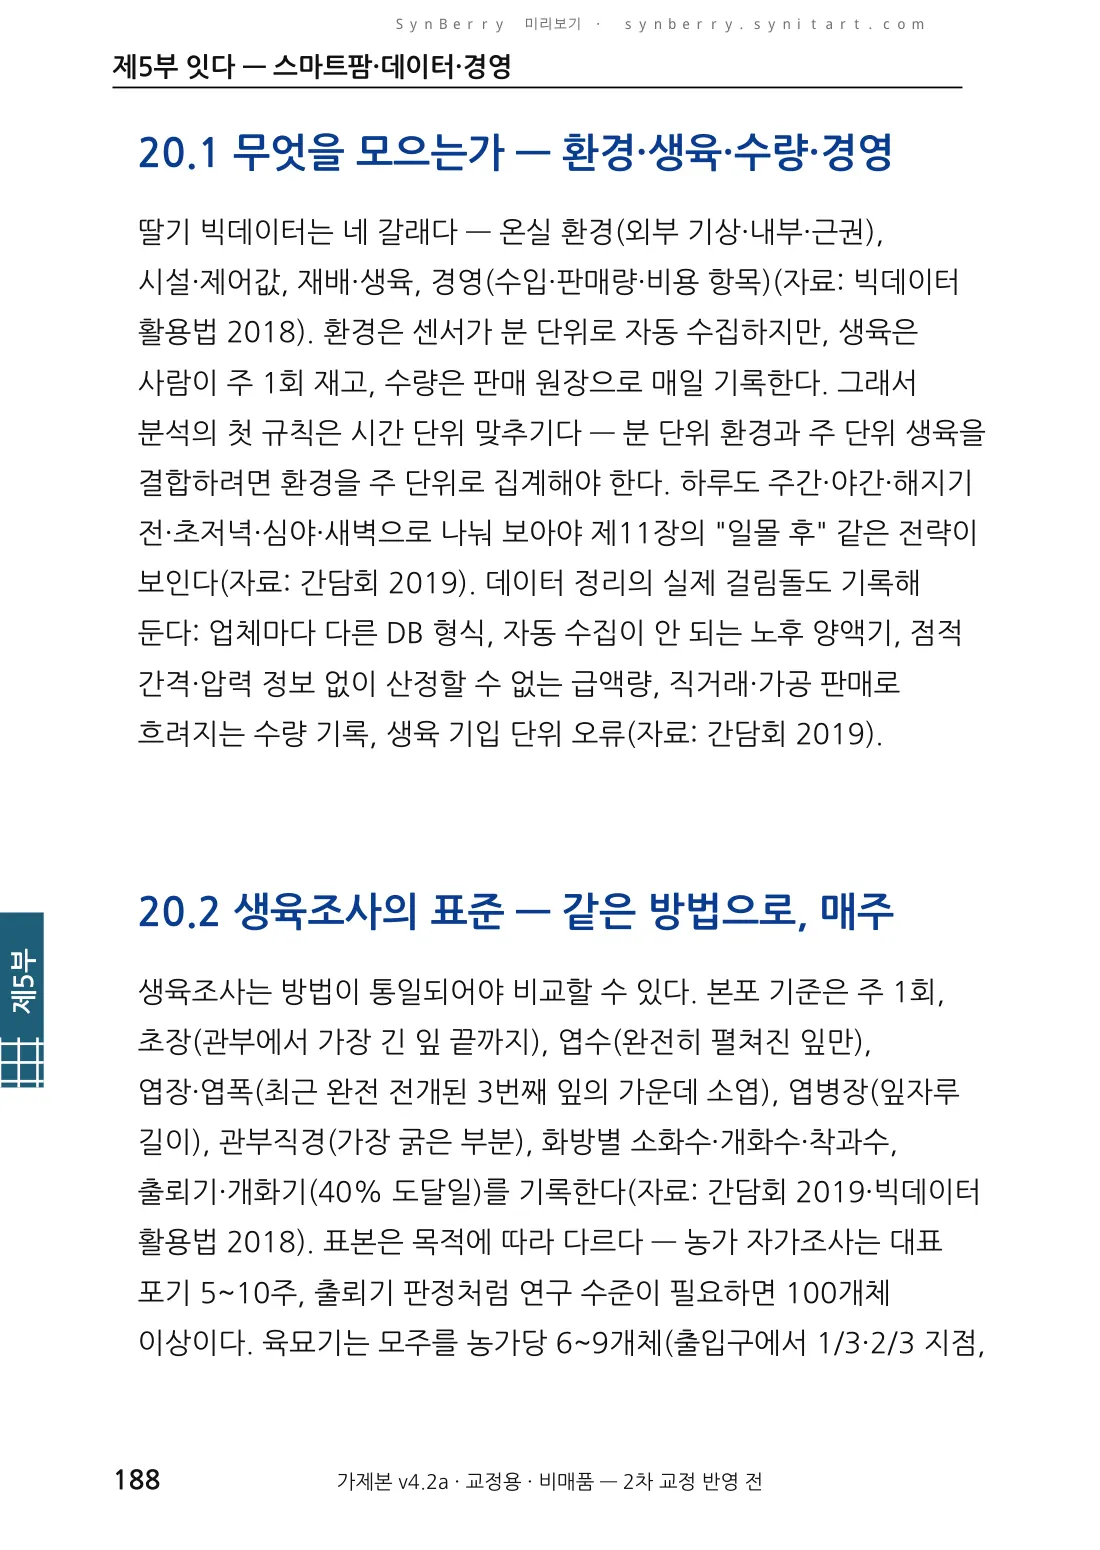 SynBerry 미리보기 · synberry.synitart.com
제5부 잇다 — 스마트팜·데이터·경영
20.1 무엇을 모으는가 — 환경·생육·수량·경영
딸기 빅데이터는 네 갈래다 — 온실 환경(외부 기상·내부·근권),
시설·제어값, 재배·생육, 경영(수입·판매량·비용 항목)(자료: 빅데이터
활용법 2018). 환경은 센서가 분 단위로 자동 수집하지만, 생육은
사람이 주 1회 재고, 수량은 판매 원장으로 매일 기록한다. 그래서
분석의 첫 규칙은 시간 단위 맞추기다 — 분 단위 환경과 주 단위 생육을
결합하려면 환경을 주 단위로 집계해야 한다. 하루도 주간·야간·해지기
전·초저녁·심야·새벽으로 나눠 보아야 제11장의 "일몰 후" 같은 전략이
보인다(자료: 간담회 2019). 데이터 정리의 실제 걸림돌도 기록해
둔다: 업체마다 다른 DB 형식, 자동 수집이 안 되는 노후 양액기, 점적
간격·압력 정보 없이 산정할 수 없는 급액량, 직거래·가공 판매로
흐려지는 수량 기록, 생육 기입 단위 오류(자료: 간담회 2019).
20.2 생육조사의 표준 — 같은 방법으로, 매주
생육조사는 방법이 통일되어야 비교할 수 있다. 본포 기준은 주 1회,
초장(관부에서 가장 긴 잎 끝까지), 엽수(완전히 펼쳐진 잎만),
엽장·엽폭(최근 완전 전개된 3번째 잎의 가운데 소엽), 엽병장(잎자루
길이), 관부직경(가장 굵은 부분), 화방별 소화수·개화수·착과수,
출뢰기·개화기(40% 도달일)를 기록한다(자료: 간담회 2019·빅데이터
활용법 2018). 표본은 목적에 따라 다르다 — 농가 자가조사는 대표
포기 5~10주, 출뢰기 판정처럼 연구 수준이 필요하면 100개체
이상이다. 육묘기는 모주를 농가당 6~9개체(출입구에서 1/3·2/3 지점,
제5부
188
가제본 v4.2a · 교정용 · 비매품 — 2차 교정 반영 전